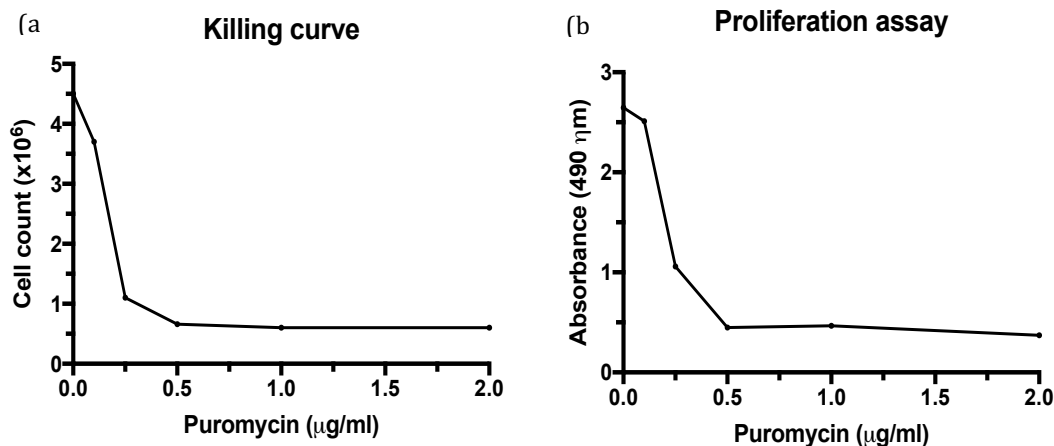 (a
Killing curve
5
4
3
2
1
0
Cell count (x10⁶)
0.0 0.5 1.0 1.5 2.0
Puromycin (μg/ml)
(b
Proliferation assay
3
2
1
0
Absorbance (490 ηm)
0.0 0.5 1.0 1.5 2.0
Puromycin (μg/ml)